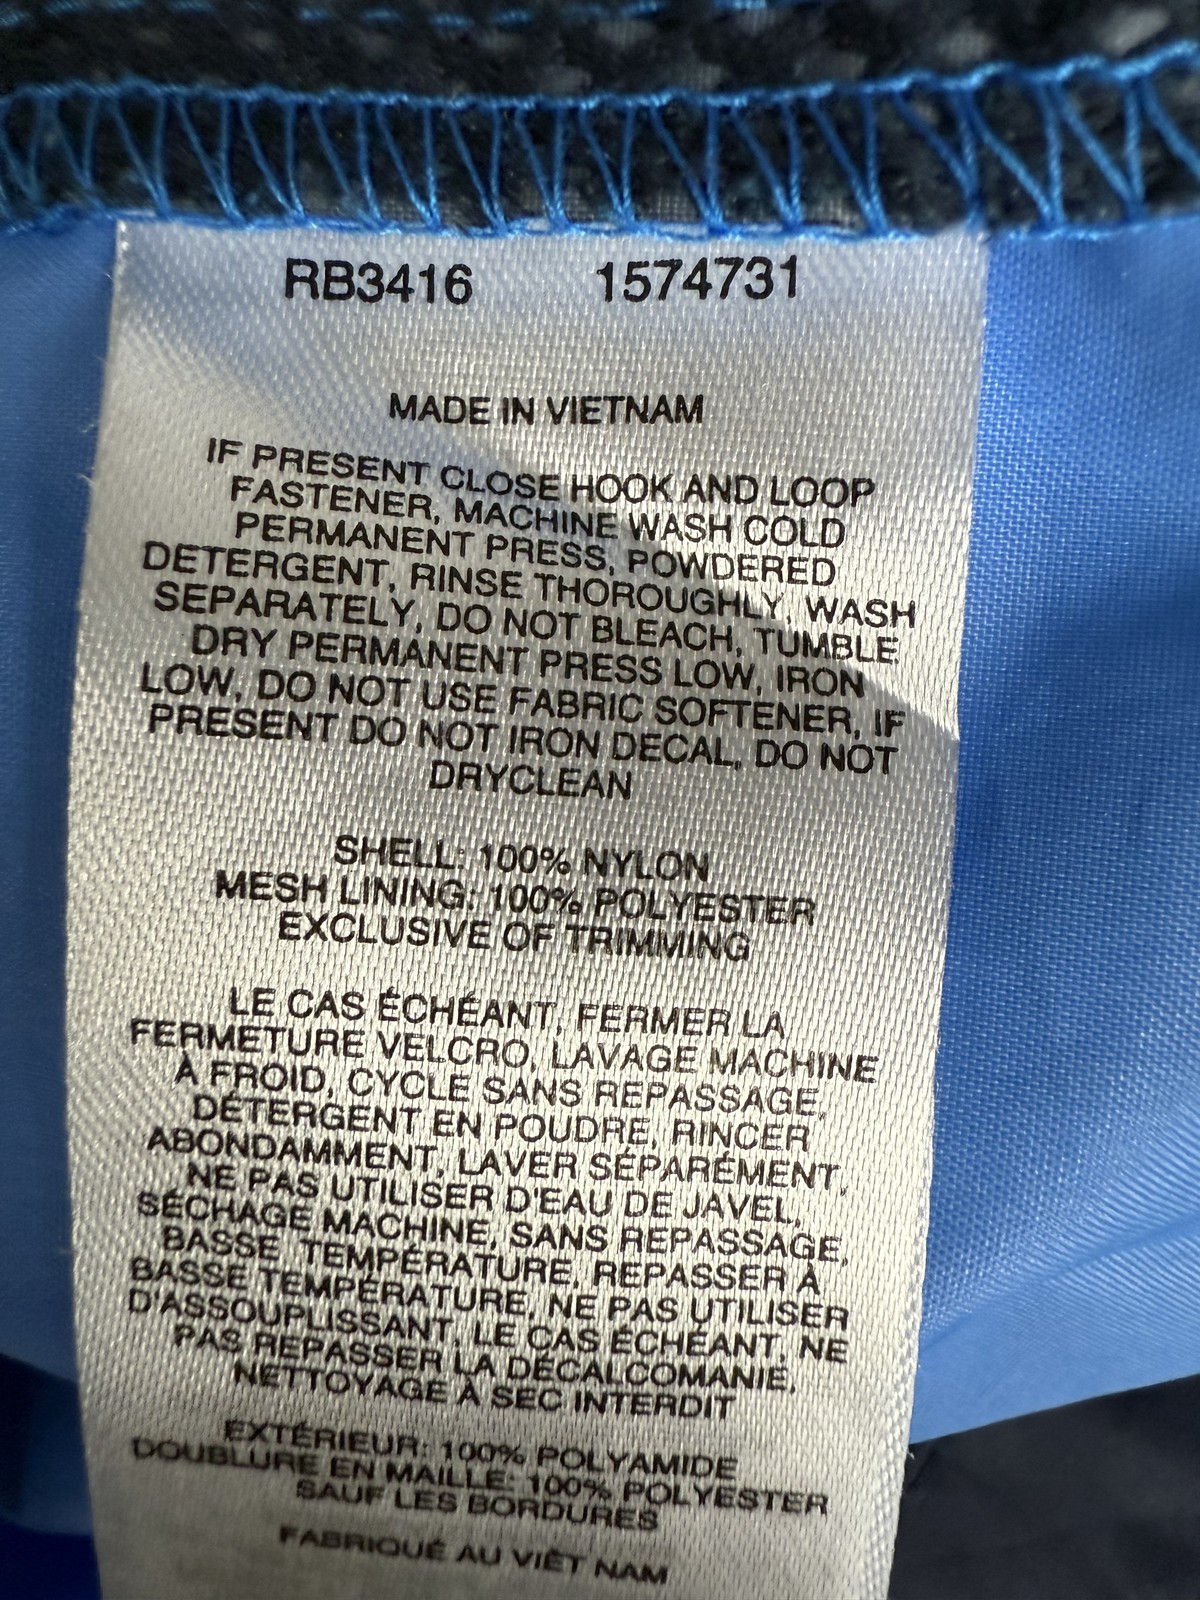 RB3416 1574731
MADE IN VIETNAM
IF PRESENT CLOSE HOOK AND LOOP
FASTENER, MACHINE WASH COLD
PERMANENT PRESS, POWDERED
DETERGENT, RINSE THOROUGHLY, WASH
SEPARATELY, DO NOT BLEACH, TUMBLE
DRY PERMANENT PRESS LOW, IRON
LOW, DO NOT USE FABRIC SOFTENER, IF
PRESENT DO NOT IRON DECAL, DO NOT
DRYCLEAN
SHELL: 100% NYLON
MESH LINING: 100% POLYESTER
EXCLUSIVE OF TRIMMING
LE CAS ÉCHÉANT, FERMER LA
FERMETURE VELCRO, LAVAGE MACHINE
À FROID, CYCLE SANS REPASSAGE,
DÉTERGENT EN POUDRE, RINCER
ABONDAMMENT, LAVER SÉPARÉMENT,
NE PAS UTILISER D'EAU DE JAVEL,
SÉCHAGE MACHINE, SANS REPASSAGE,
BASSE TEMPÉRATURE, REPASSER À
BASSE TEMPÉRATURE, NE PAS UTILISER
D'ASSOUPLISSANT, LE CAS ÉCHÉANT, NE
PAS REPASSER LA DÉCALCOMANIE,
NETTOYAGE À SEC INTERDIT
EXTÉRIEUR: 100% POLYAMIDE
DOUBLURE EN MAILLE: 100% POLYESTER
SAUF LES BORDURES
FABRIQUÉ AU VIÊT NAM